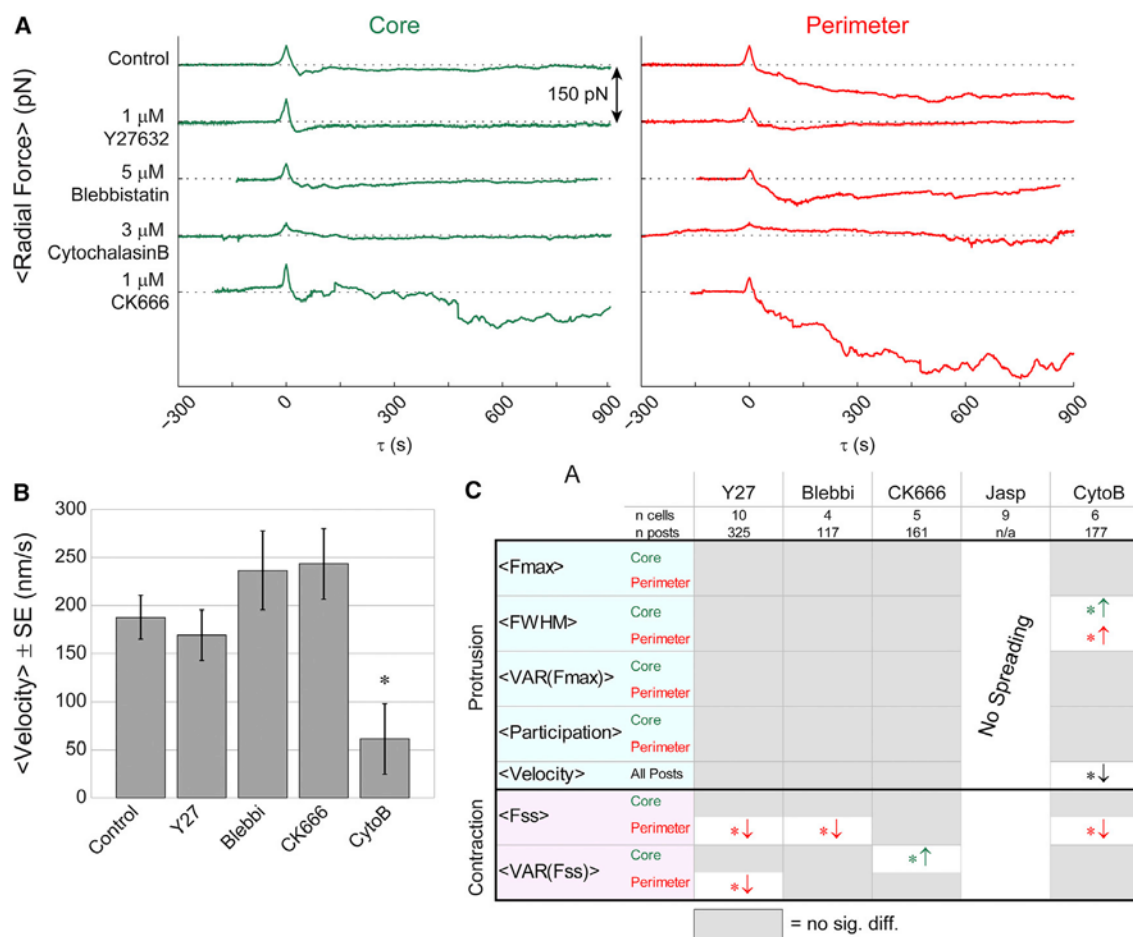 A
Core
Perimeter
<Radial Force> (pN)
Control
1 μM
Y27632
5 μM
Blebbistatin
3 μM
CytochalasinB
1 μM
CK666
150 pN
−300 0 300 600 900
−300 0 300 600 900
τ (s)
τ (s)
B
<Velocity> ± SE (nm/s)
300
250
200
150
100
50
0
*
Control Y27 Blebbi CK666 CytoB
C
A
Y27 Blebbi CK666 Jasp CytoB
n cells 10 4 5 9 6
n posts 325 117 161 n/a 177
Protrusion
<Fmax> Core
Perimeter
<FWHM> Core *↑
Perimeter *↑
<VAR(Fmax)> Core
Perimeter
<Participation> Core
Perimeter
<Velocity> All Posts *↓
No Spreading
Contraction
<Fss> Core
Perimeter *↓ *↓ *↓
<VAR(Fss)> Core *↑
Perimeter *↓
= no sig. diff.